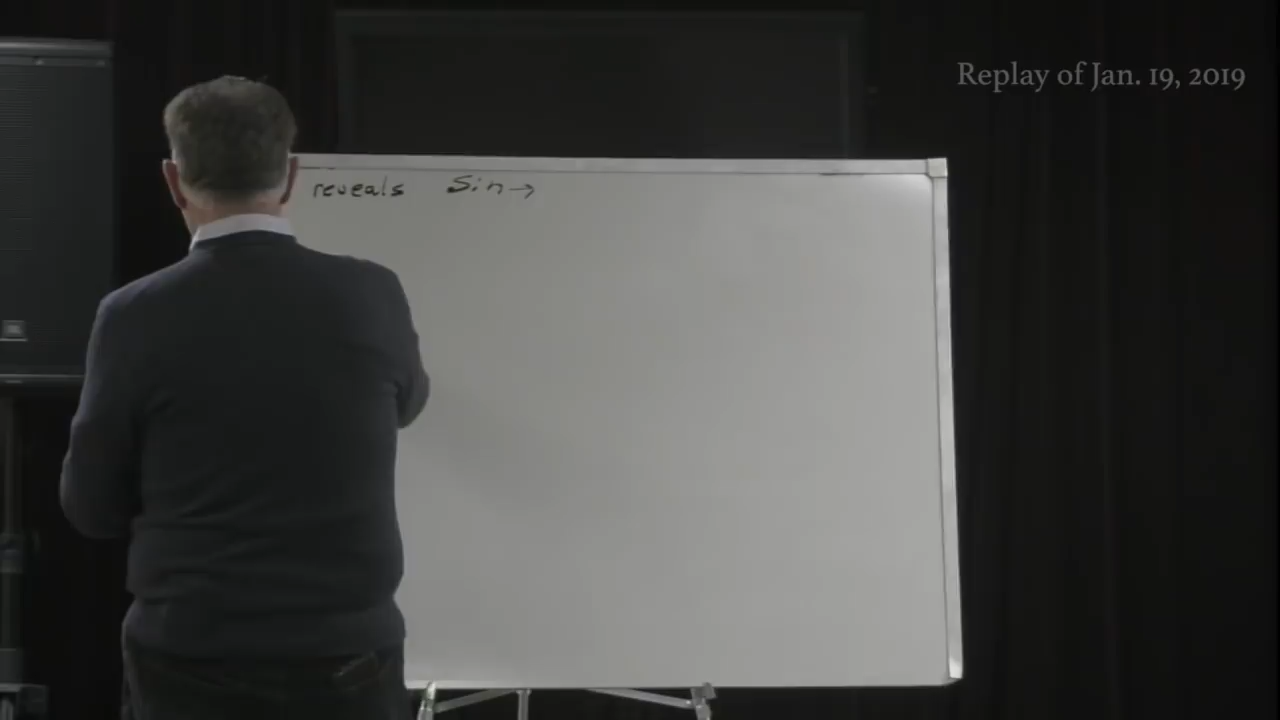 Replay of Jan. 19, 2019
reveals Sin→